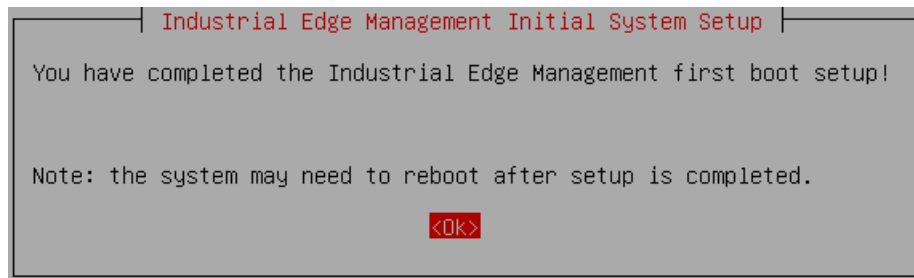 Industrial Edge Management Initial System Setup
You have completed the Industrial Edge Management first boot setup!
Note: the system may need to reboot after setup is completed.
<Ok>